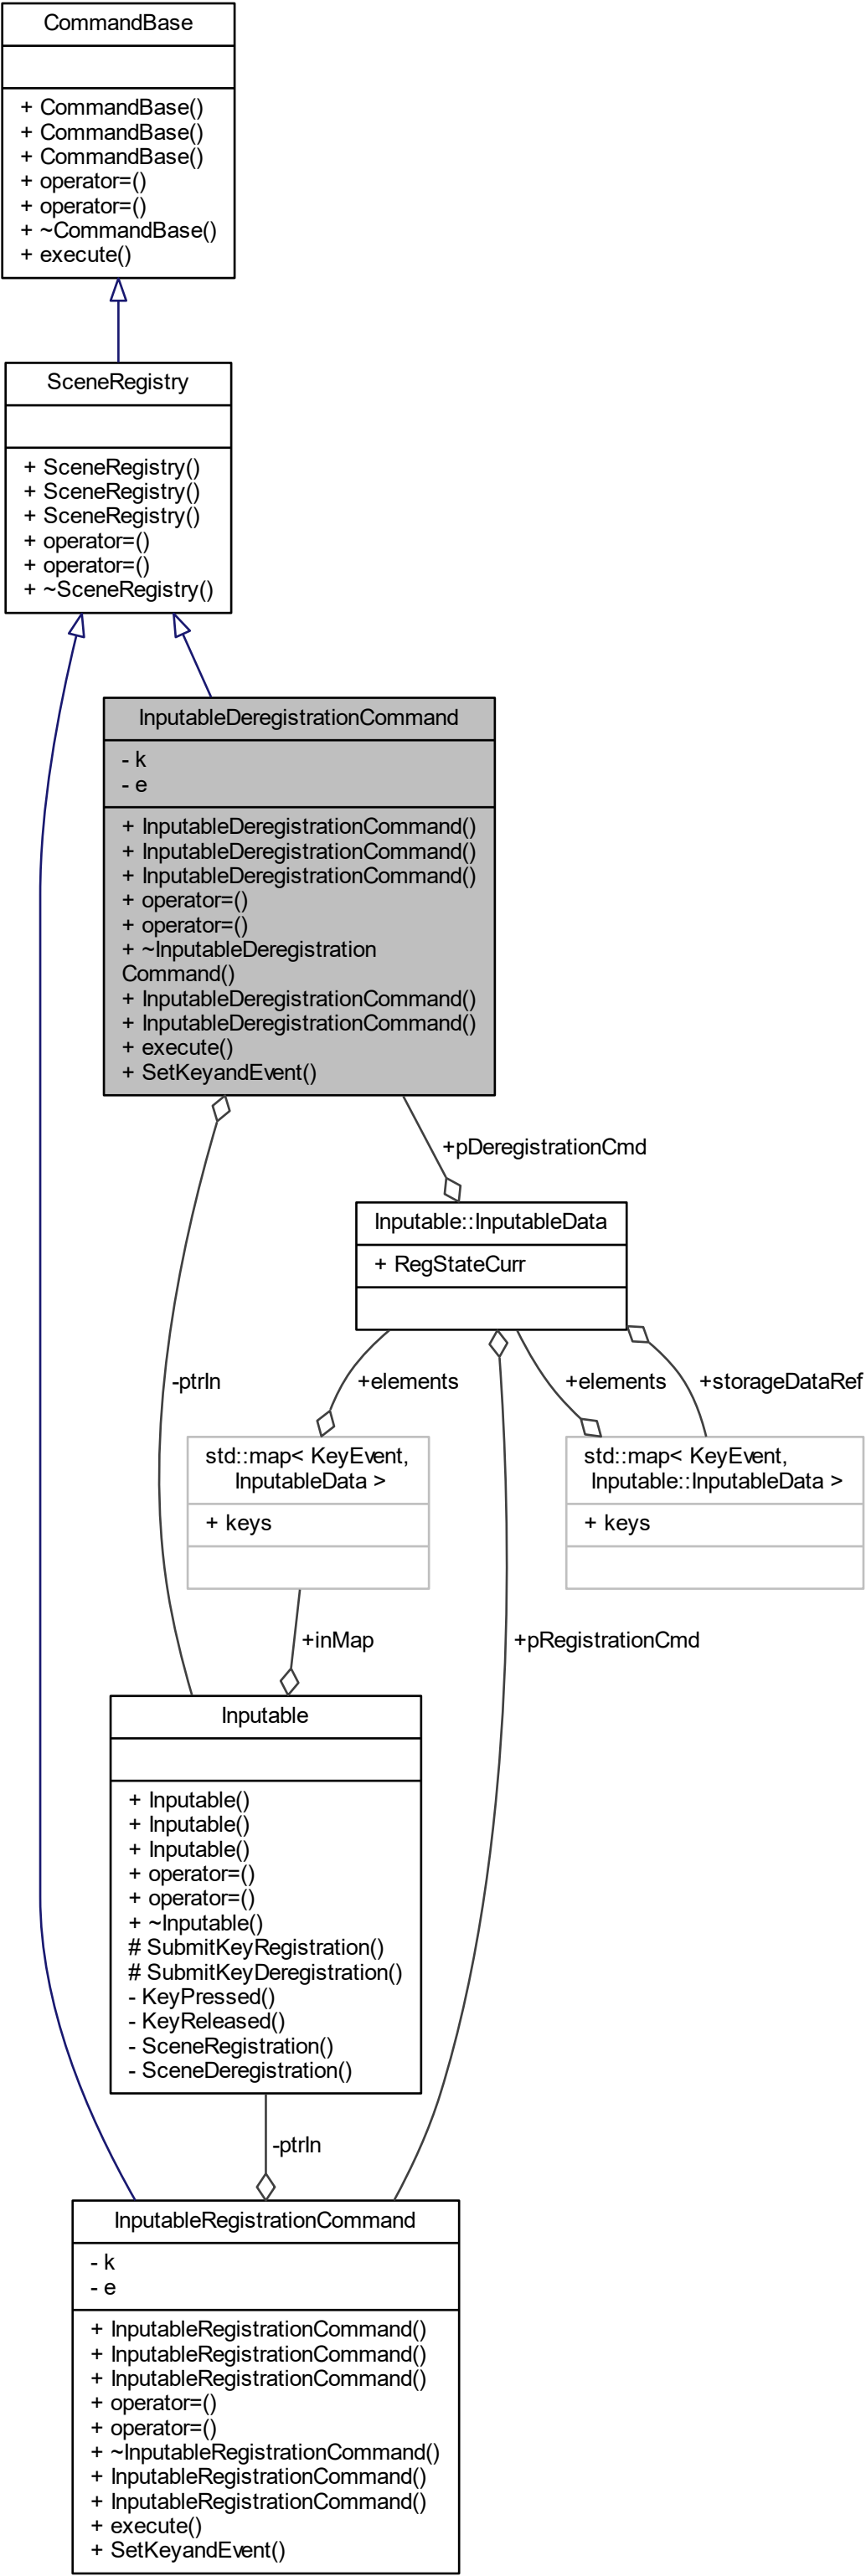 CommandBase
+ CommandBase()
+ CommandBase()
+ CommandBase()
+ operator=()
+ operator=()
+ ~CommandBase()
+ execute()
SceneRegistry
+ SceneRegistry()
+ SceneRegistry()
+ SceneRegistry()
+ operator=()
+ operator=()
+ ~SceneRegistry()
InputableDeregistrationCommand
- k
- e
+ InputableDeregistrationCommand()
+ InputableDeregistrationCommand()
+ InputableDeregistrationCommand()
+ operator=()
+ operator=()
+ ~InputableDeregistration
Command()
+ InputableDeregistrationCommand()
+ InputableDeregistrationCommand()
+ execute()
+ SetKeyandEvent()
+pDeregistrationCmd
Inputable::InputableData
+ RegStateCurr
-ptrIn
+elements
+elements
+storageDataRef
std::map< KeyEvent,
InputableData >
+ keys
std::map< KeyEvent,
Inputable::InputableData >
+ keys
+inMap
+pRegistrationCmd
Inputable
+ Inputable()
+ Inputable()
+ Inputable()
+ operator=()
+ operator=()
+ ~Inputable()
# SubmitKeyRegistration()
# SubmitKeyDeregistration()
- KeyPressed()
- KeyReleased()
- SceneRegistration()
- SceneDeregistration()
-ptrIn
InputableRegistrationCommand
- k
- e
+ InputableRegistrationCommand()
+ InputableRegistrationCommand()
+ InputableRegistrationCommand()
+ operator=()
+ operator=()
+ ~InputableRegistrationCommand()
+ InputableRegistrationCommand()
+ InputableRegistrationCommand()
+ execute()
+ SetKeyandEvent()